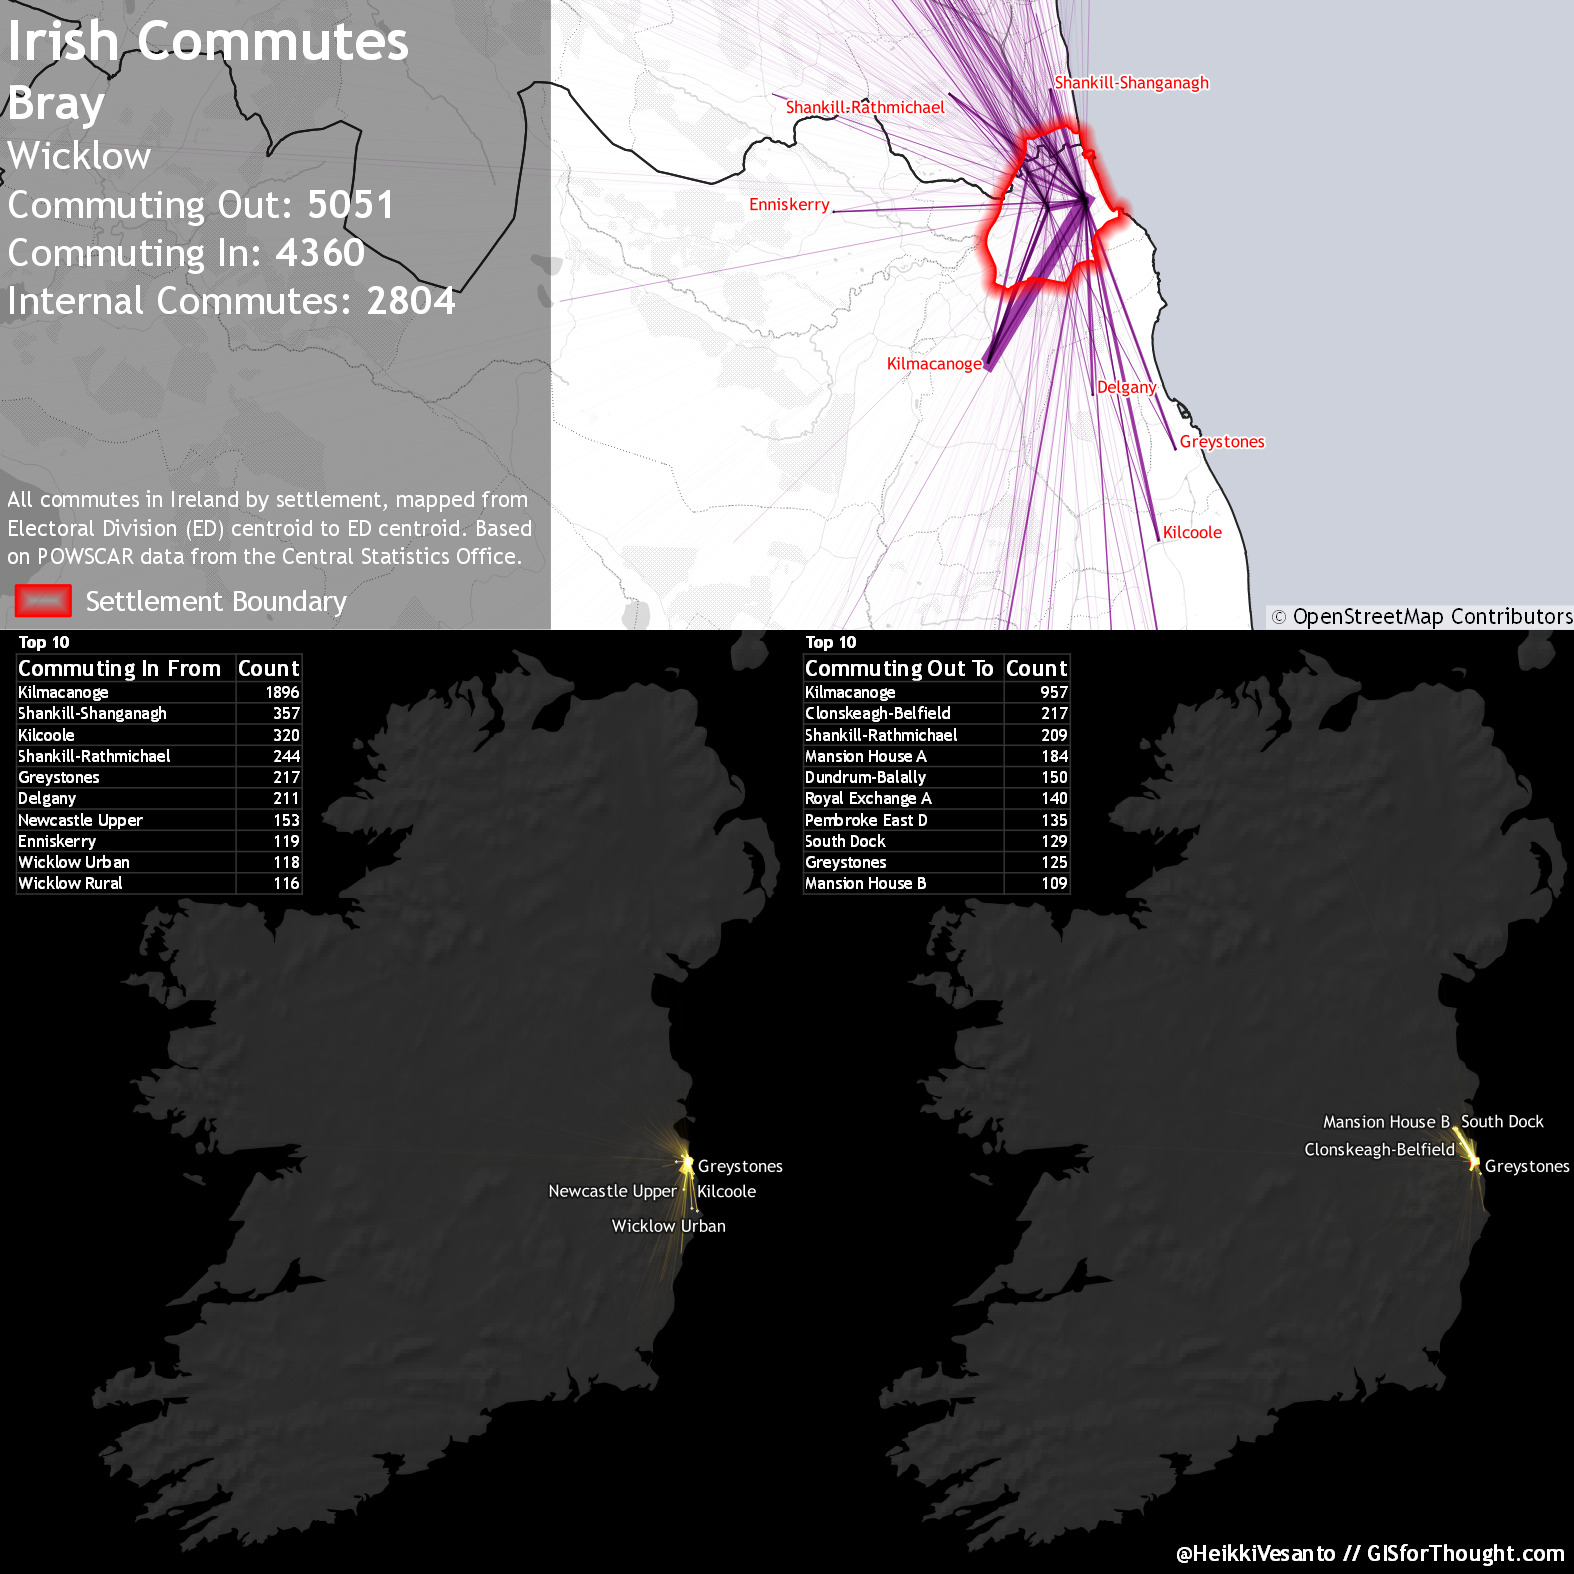 Irish Commutes
Bray
Wicklow
Commuting Out: 5051
Commuting In: 4360
Internal Commutes: 2804
All commutes in Ireland by settlement, mapped from
Electoral Division (ED) centroid to ED centroid. Based
on POWSCAR data from the Central Statistics Office.
Settlement Boundary
Shankill-Shanganagh
Shankill-Rathmichael
Enniskerry
Kilmacanoge
Delgany
Greystones
Kilcoole
© OpenStreetMap Contributors
Top 10
Commuting In From Count
Kilmacanoge 1896
Shankill-Shanganagh 357
Kilcoole 320
Shankill-Rathmichael 244
Greystones 217
Delgany 211
Newcastle Upper 153
Enniskerry 119
Wicklow Urban 118
Wicklow Rural 116
Greystones
Newcastle Upper
Kilcoole
Wicklow Urban
Top 10
Commuting Out To Count
Kilmacanoge 957
Clonskeagh-Belfield 217
Shankill-Rathmichael 209
Mansion House A 184
Dundrum-Balally 150
Royal Exchange A 140
Pembroke East D 135
South Dock 129
Greystones 125
Mansion House B 109
Mansion House B
South Dock
Clonskeagh-Belfield
Greystones
@HeikkiVesanto // GISforThought.com